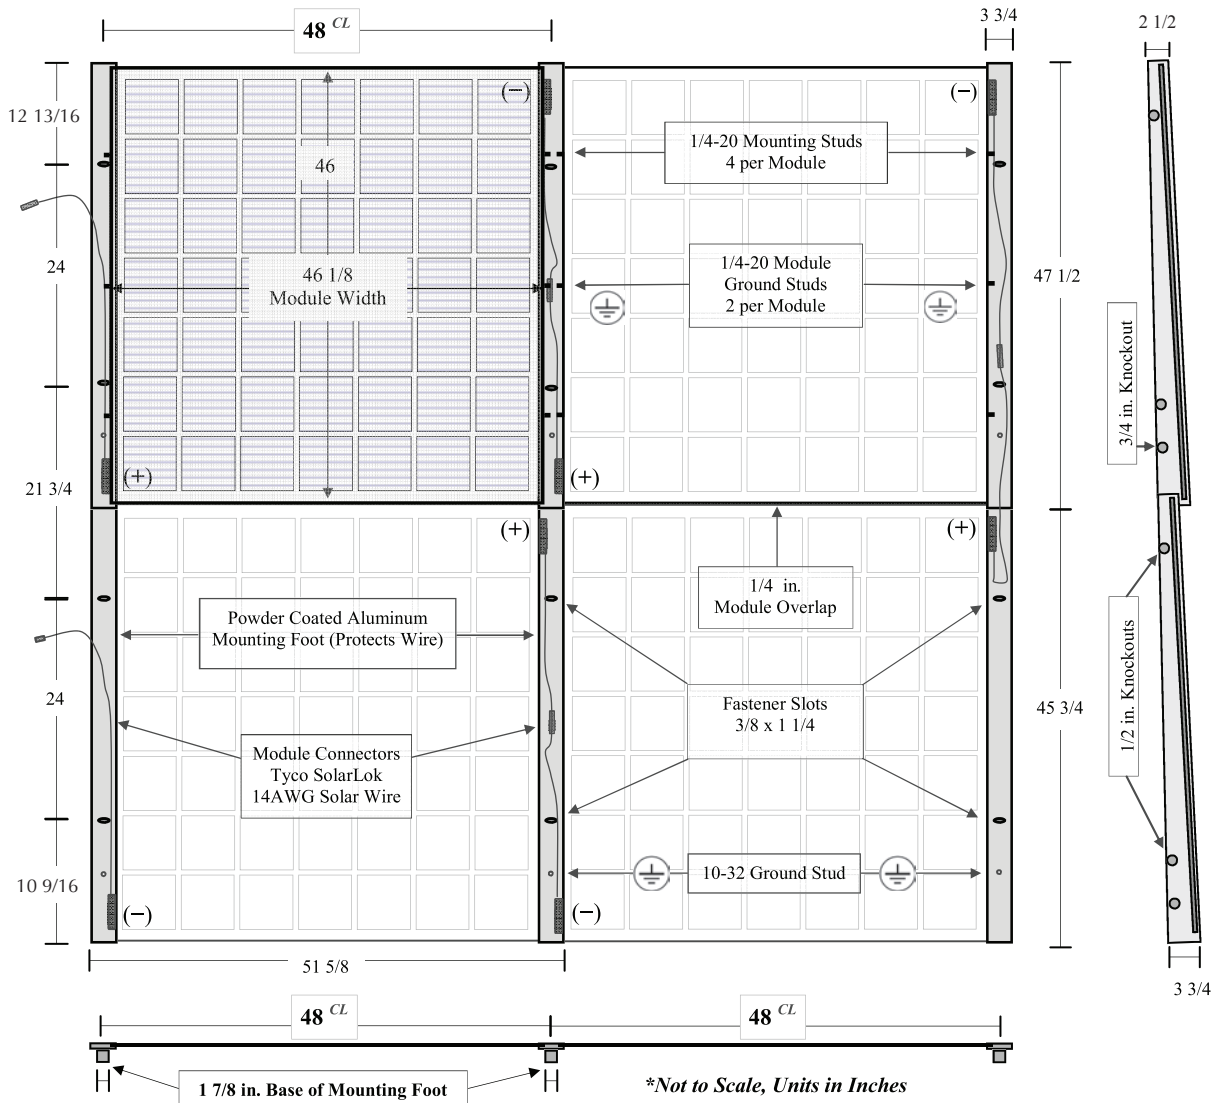 48 CL
3 3/4
2 1/2
12 13/16
(−)
(−)
46
1/4-20 Mounting Studs
4 per Module
24
46 1/8
Module Width
1/4-20 Module
Ground Studs
2 per Module
47 1/2
3/4 in. Knockout
21 3/4
(+)
(+)
(+)
(+)
1/4 in.
Module Overlap
Powder Coated Aluminum
Mounting Foot (Protects Wire)
1/2 in. Knockouts
24
Fastener Slots
3/8 x 1 1/4
45 3/4
Module Connectors
Tyco SolarLok
14AWG Solar Wire
10 9/16
10-32 Ground Stud
(−)
(−)
51 5/8
3 3/4
48 CL
48 CL
1 7/8 in. Base of Mounting Foot
*Not to Scale, Units in Inches